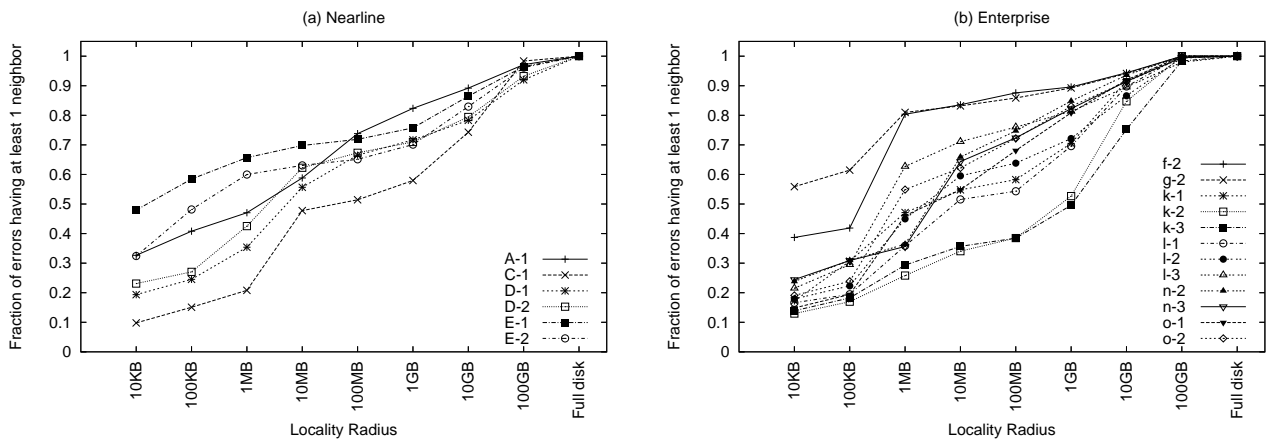 (a) Nearline
Fraction of errors having at least 1 neighbor
1
0.9
0.8
0.7
0.6
0.5
0.4
0.3
0.2
0.1
0
10KB
100KB
1MB
10MB
100MB
1GB
10GB
100GB
Full disk
Locality Radius
A-1
C-1
D-1
D-2
E-1
E-2
(b) Enterprise
Fraction of errors having at least 1 neighbor
1
0.9
0.8
0.7
0.6
0.5
0.4
0.3
0.2
0.1
0
10KB
100KB
1MB
10MB
100MB
1GB
10GB
100GB
Full disk
Locality Radius
f-2
g-2
k-1
k-2
k-3
l-1
l-2
l-3
n-2
n-3
o-1
o-2